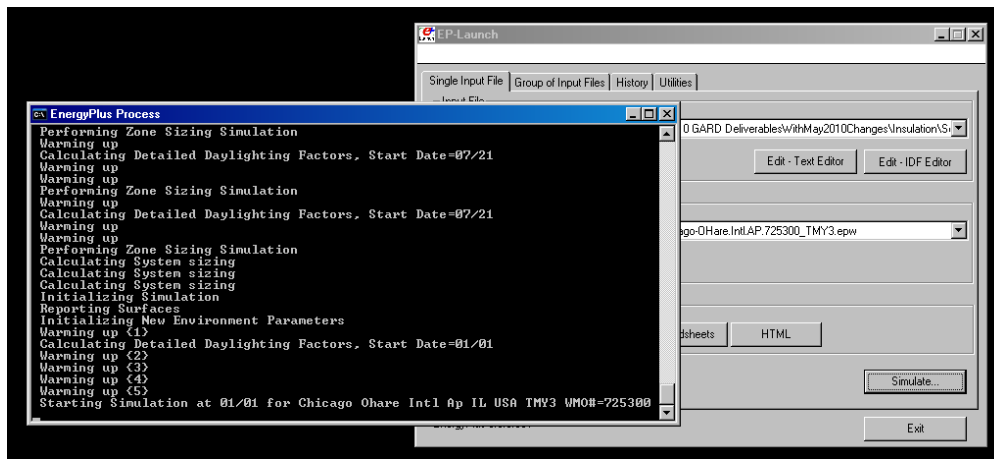 EP-Launch
Single Input File Group of Input Files History Utilities
EnergyPlus Process
Performing Zone Sizing Simulation
Warming up
Calculating Detailed Daylighting Factors, Start Date=07/21
Warming up
Warming up
Performing Zone Sizing Simulation
Warming up
Calculating Detailed Daylighting Factors, Start Date=07/21
Warming up
Warming up
Performing Zone Sizing Simulation
Calculating System sizing
Calculating System sizing
Calculating System sizing
Initializing Simulation
Reporting Surfaces
Initializing New Environment Parameters
Warming up {1}
Calculating Detailed Daylighting Factors, Start Date=01/01
Warming up {2}
Warming up {3}
Warming up {4}
Warming up {5}
Starting Simulation at 01/01 for Chicago Ohare Intl Ap IL USA TMY3 WMO#=725300
0 GARD DeliverablesWithMay2010Changes\Insulation\S
Edit - Text Editor Edit - IDF Editor
ago-OHare.Intl.AP.725300_TMY3.epw
dsheets HTML
Simulate...
Exit